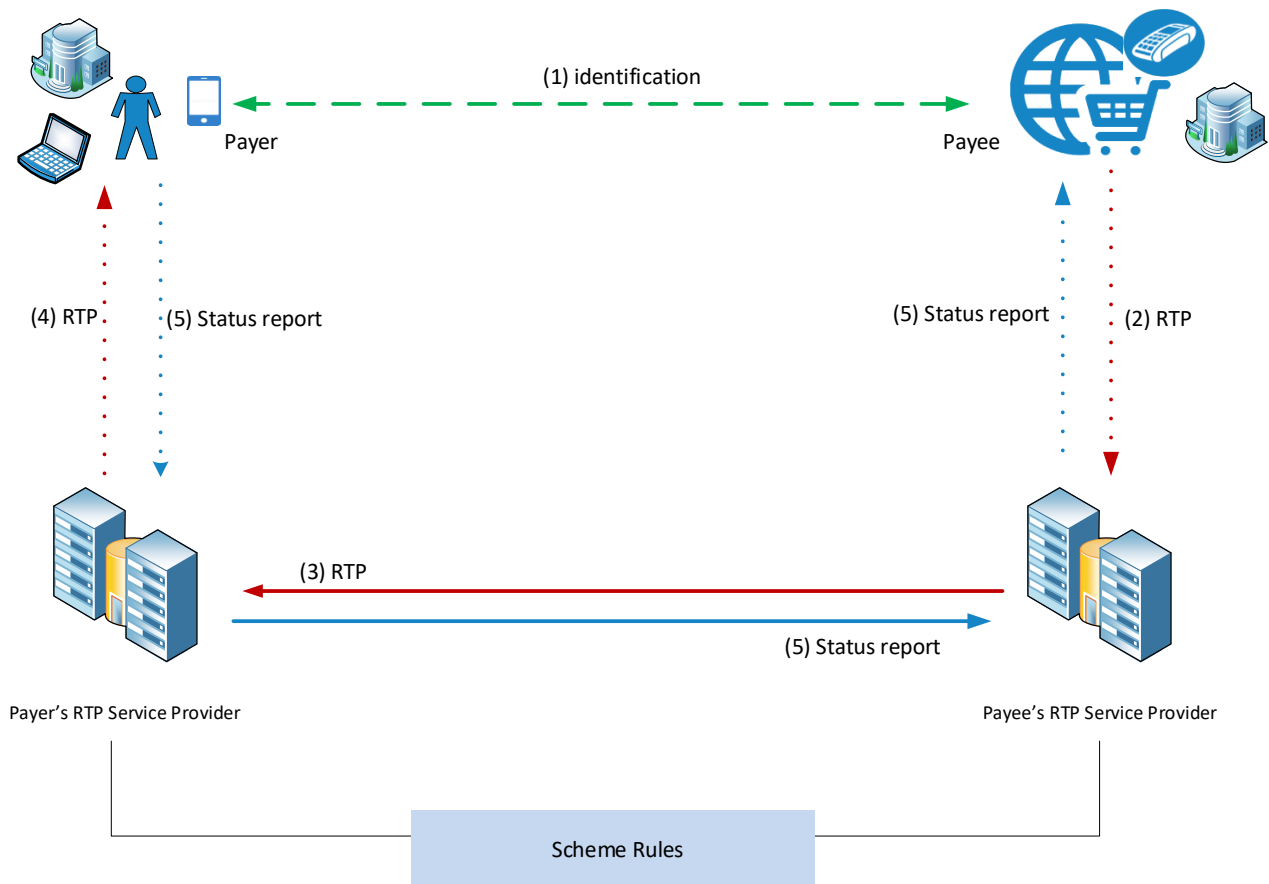 (1) identification
Payer
Payee
(4) RTP
(5) Status report
(5) Status report
(2) RTP
(3) RTP
(5) Status report
Payer’s RTP Service Provider
Payee’s RTP Service Provider
Scheme Rules